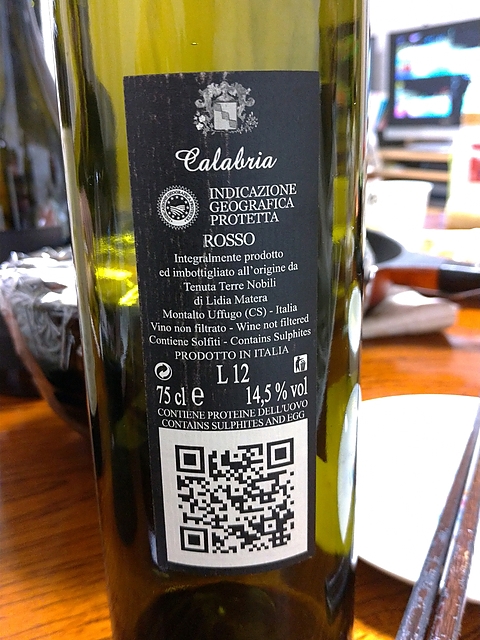 Calabria
INDICAZIONE
GEOGRAFICA
PROTETTA
ROSSO
Integralmente prodotto
ed imbottigliato all'origine da
Tenuta Terre Nobili
di Lidia Matera
Montalto Uffugo (CS) - Italia
Vino non filtrato - Wine not filtered
Contiene Solfiti - Contains Sulphites
PRODOTTO IN ITALIA
L 12
75 cl e 14,5 % vol
CONTIENE PROTEINE DELL'UOVO
CONTAINS SULPHITES AND EGG